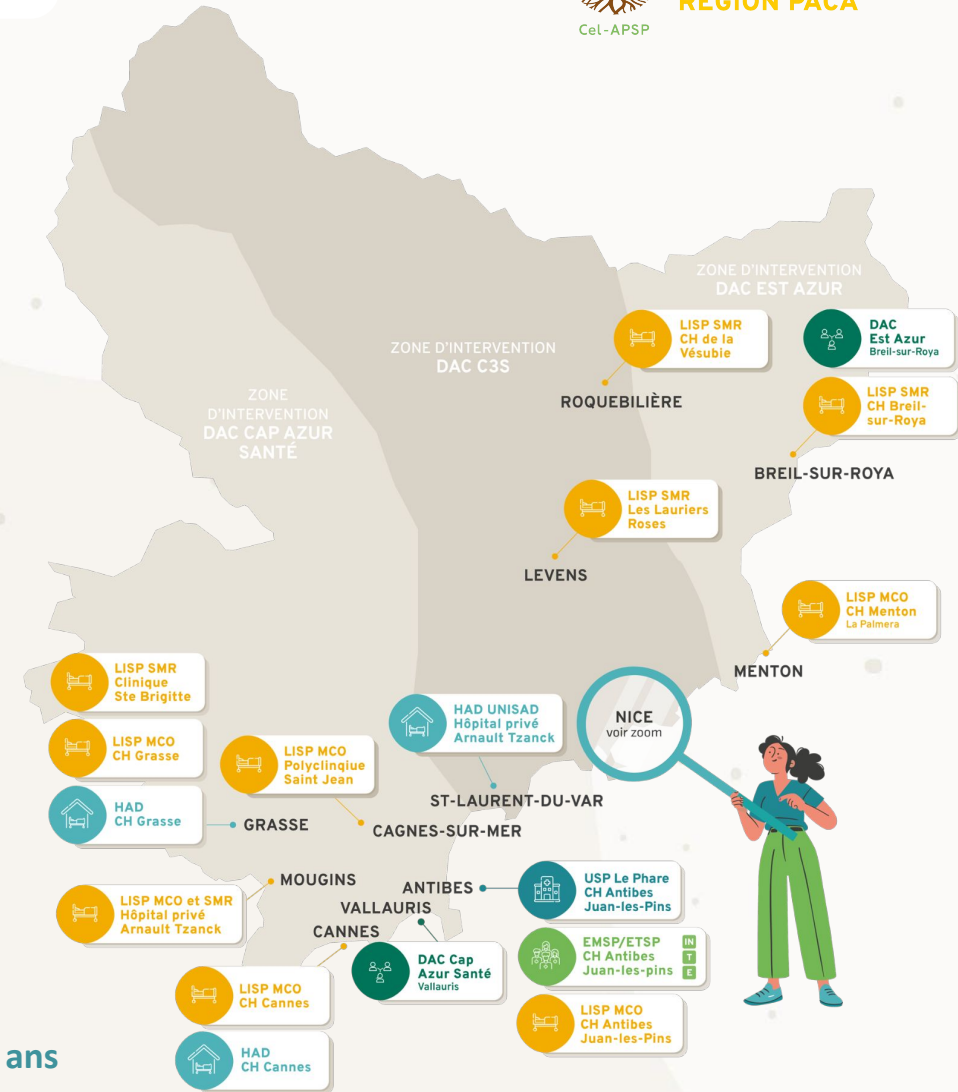 RÉGION PACA
Cel-APSP
ZONE D'INTERVENTION
DAC EST AZUR
LISP SMR
CH de la
Vésubie
DAC
Est Azur
Breil-sur-Roya
ZONE D'INTERVENTION
DAC C3S
ROQUEBILIÈRE
LISP SMR
CH Breil-
sur-Roya
ZONE
D'INTERVENTION
DAC CAP AZUR
SANTÉ
BREIL-SUR-ROYA
LISP SMR
Les Lauriers
Roses
LEVENS
LISP MCO
CH Menton
La Palmera
MENTON
LISP SMR
Clinique
Ste Brigitte
LISP MCO
CH Grasse
HAD
CH Grasse
GRASSE
LISP MCO
Polyclinqiue
Saint Jean
CAGNES-SUR-MER
HAD UNISAD
Hôpital privé
Arnault Tzanck
ST-LAURENT-DU-VAR
NICE
voir zoom
MOUGINS
LISP MCO et SMR
Hôpital privé
Arnault Tzanck
ANTIBES
VALLAURIS
CANNES
USP Le Phare
CH Antibes
Juan-les-Pins
EMSP/ETSP
CH Antibes
Juan-les-pins
IN
T
E
LISP MCO
CH Antibes
Juan-les-Pins
DAC Cap
Azur Santé
Vallauris
LISP MCO
CH Cannes
HAD
CH Cannes
ans